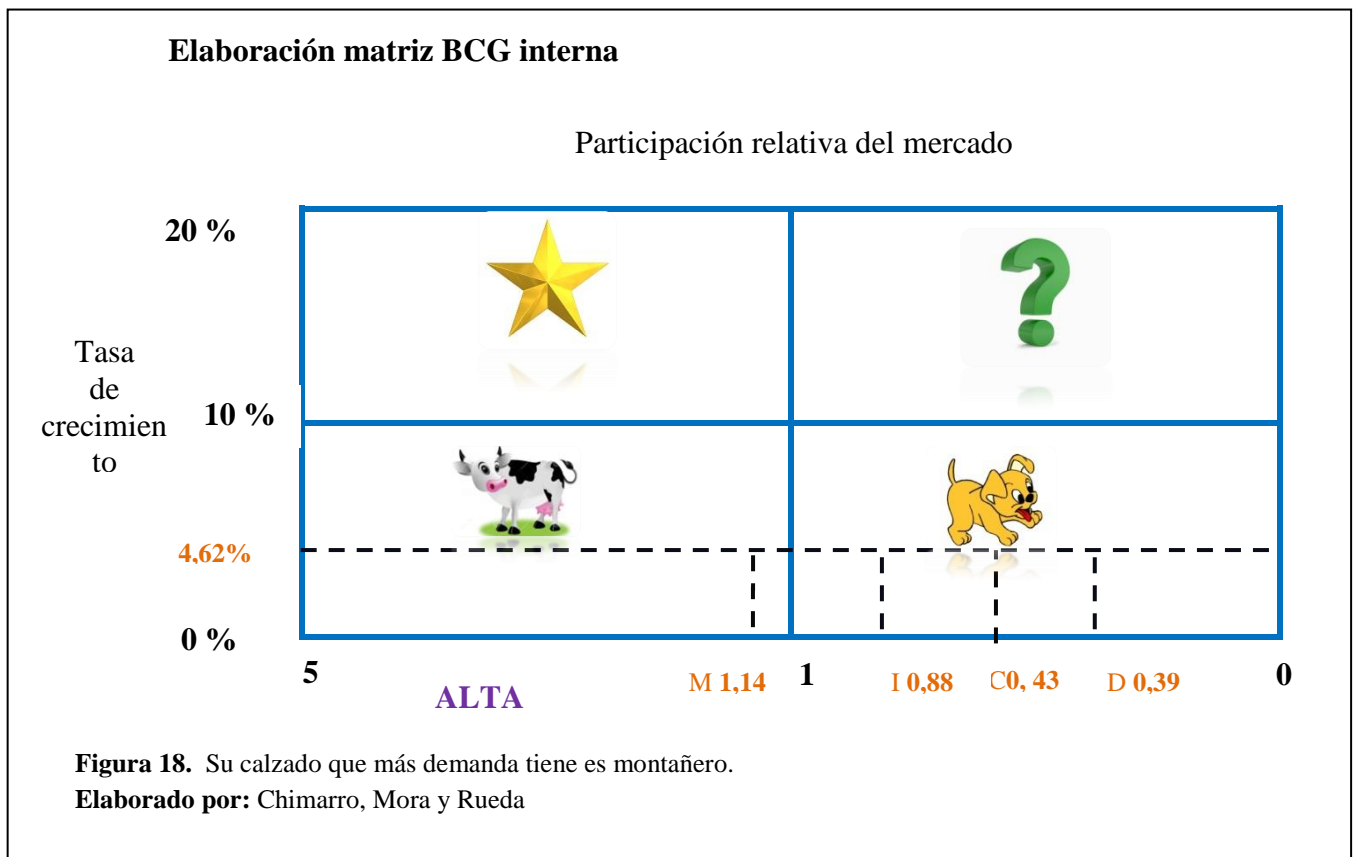 Elaboración matriz BCG interna
Participación relativa del mercado
20 %
?
Tasa
de
crecimien
to
10 %
4,62%
0 %
5
M 1,14
1
I 0,88
C0, 43
D 0,39
0
ALTA
Figura 18. Su calzado que más demanda tiene es montañero.
Elaborado por: Chimarro, Mora y Rueda